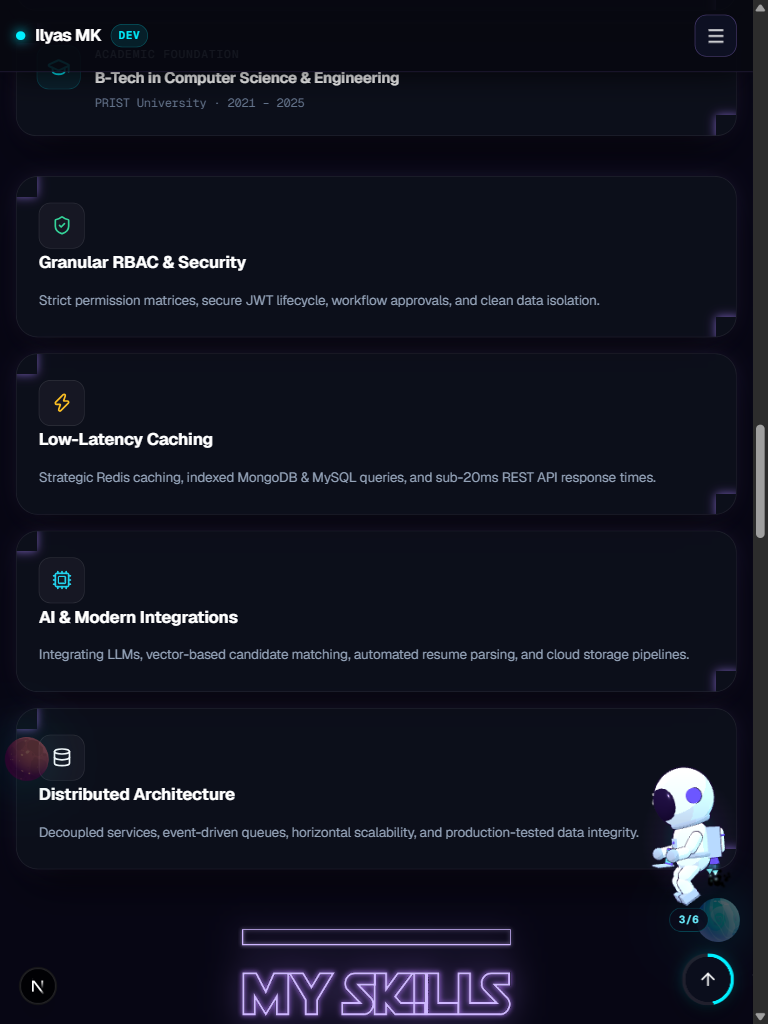 Ilyas MK DEV
ACADEMIC FOUNDATION
B-Tech in Computer Science & Engineering
PRIST University · 2021 – 2025
Granular RBAC & Security
Strict permission matrices, secure JWT lifecycle, workflow approvals, and clean data isolation.
Low-Latency Caching
Strategic Redis caching, indexed MongoDB & MySQL queries, and sub-20ms REST API response times.
AI & Modern Integrations
Integrating LLMs, vector-based candidate matching, automated resume parsing, and cloud storage pipelines.
Distributed Architecture
Decoupled services, event-driven queues, horizontal scalability, and production-tested data integrity.
3/6
MY SKILLS
N